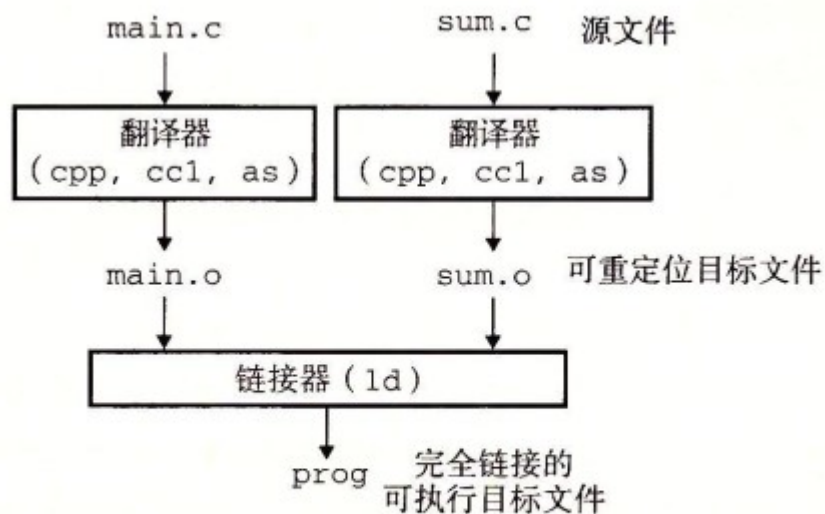 main.c
sum.c
源文件
翻译器
(cpp, cc1, as)
翻译器
(cpp, cc1, as)
main.o
sum.o
可重定位目标文件
链接器(ld)
prog
完全链接的
可执行目标文件